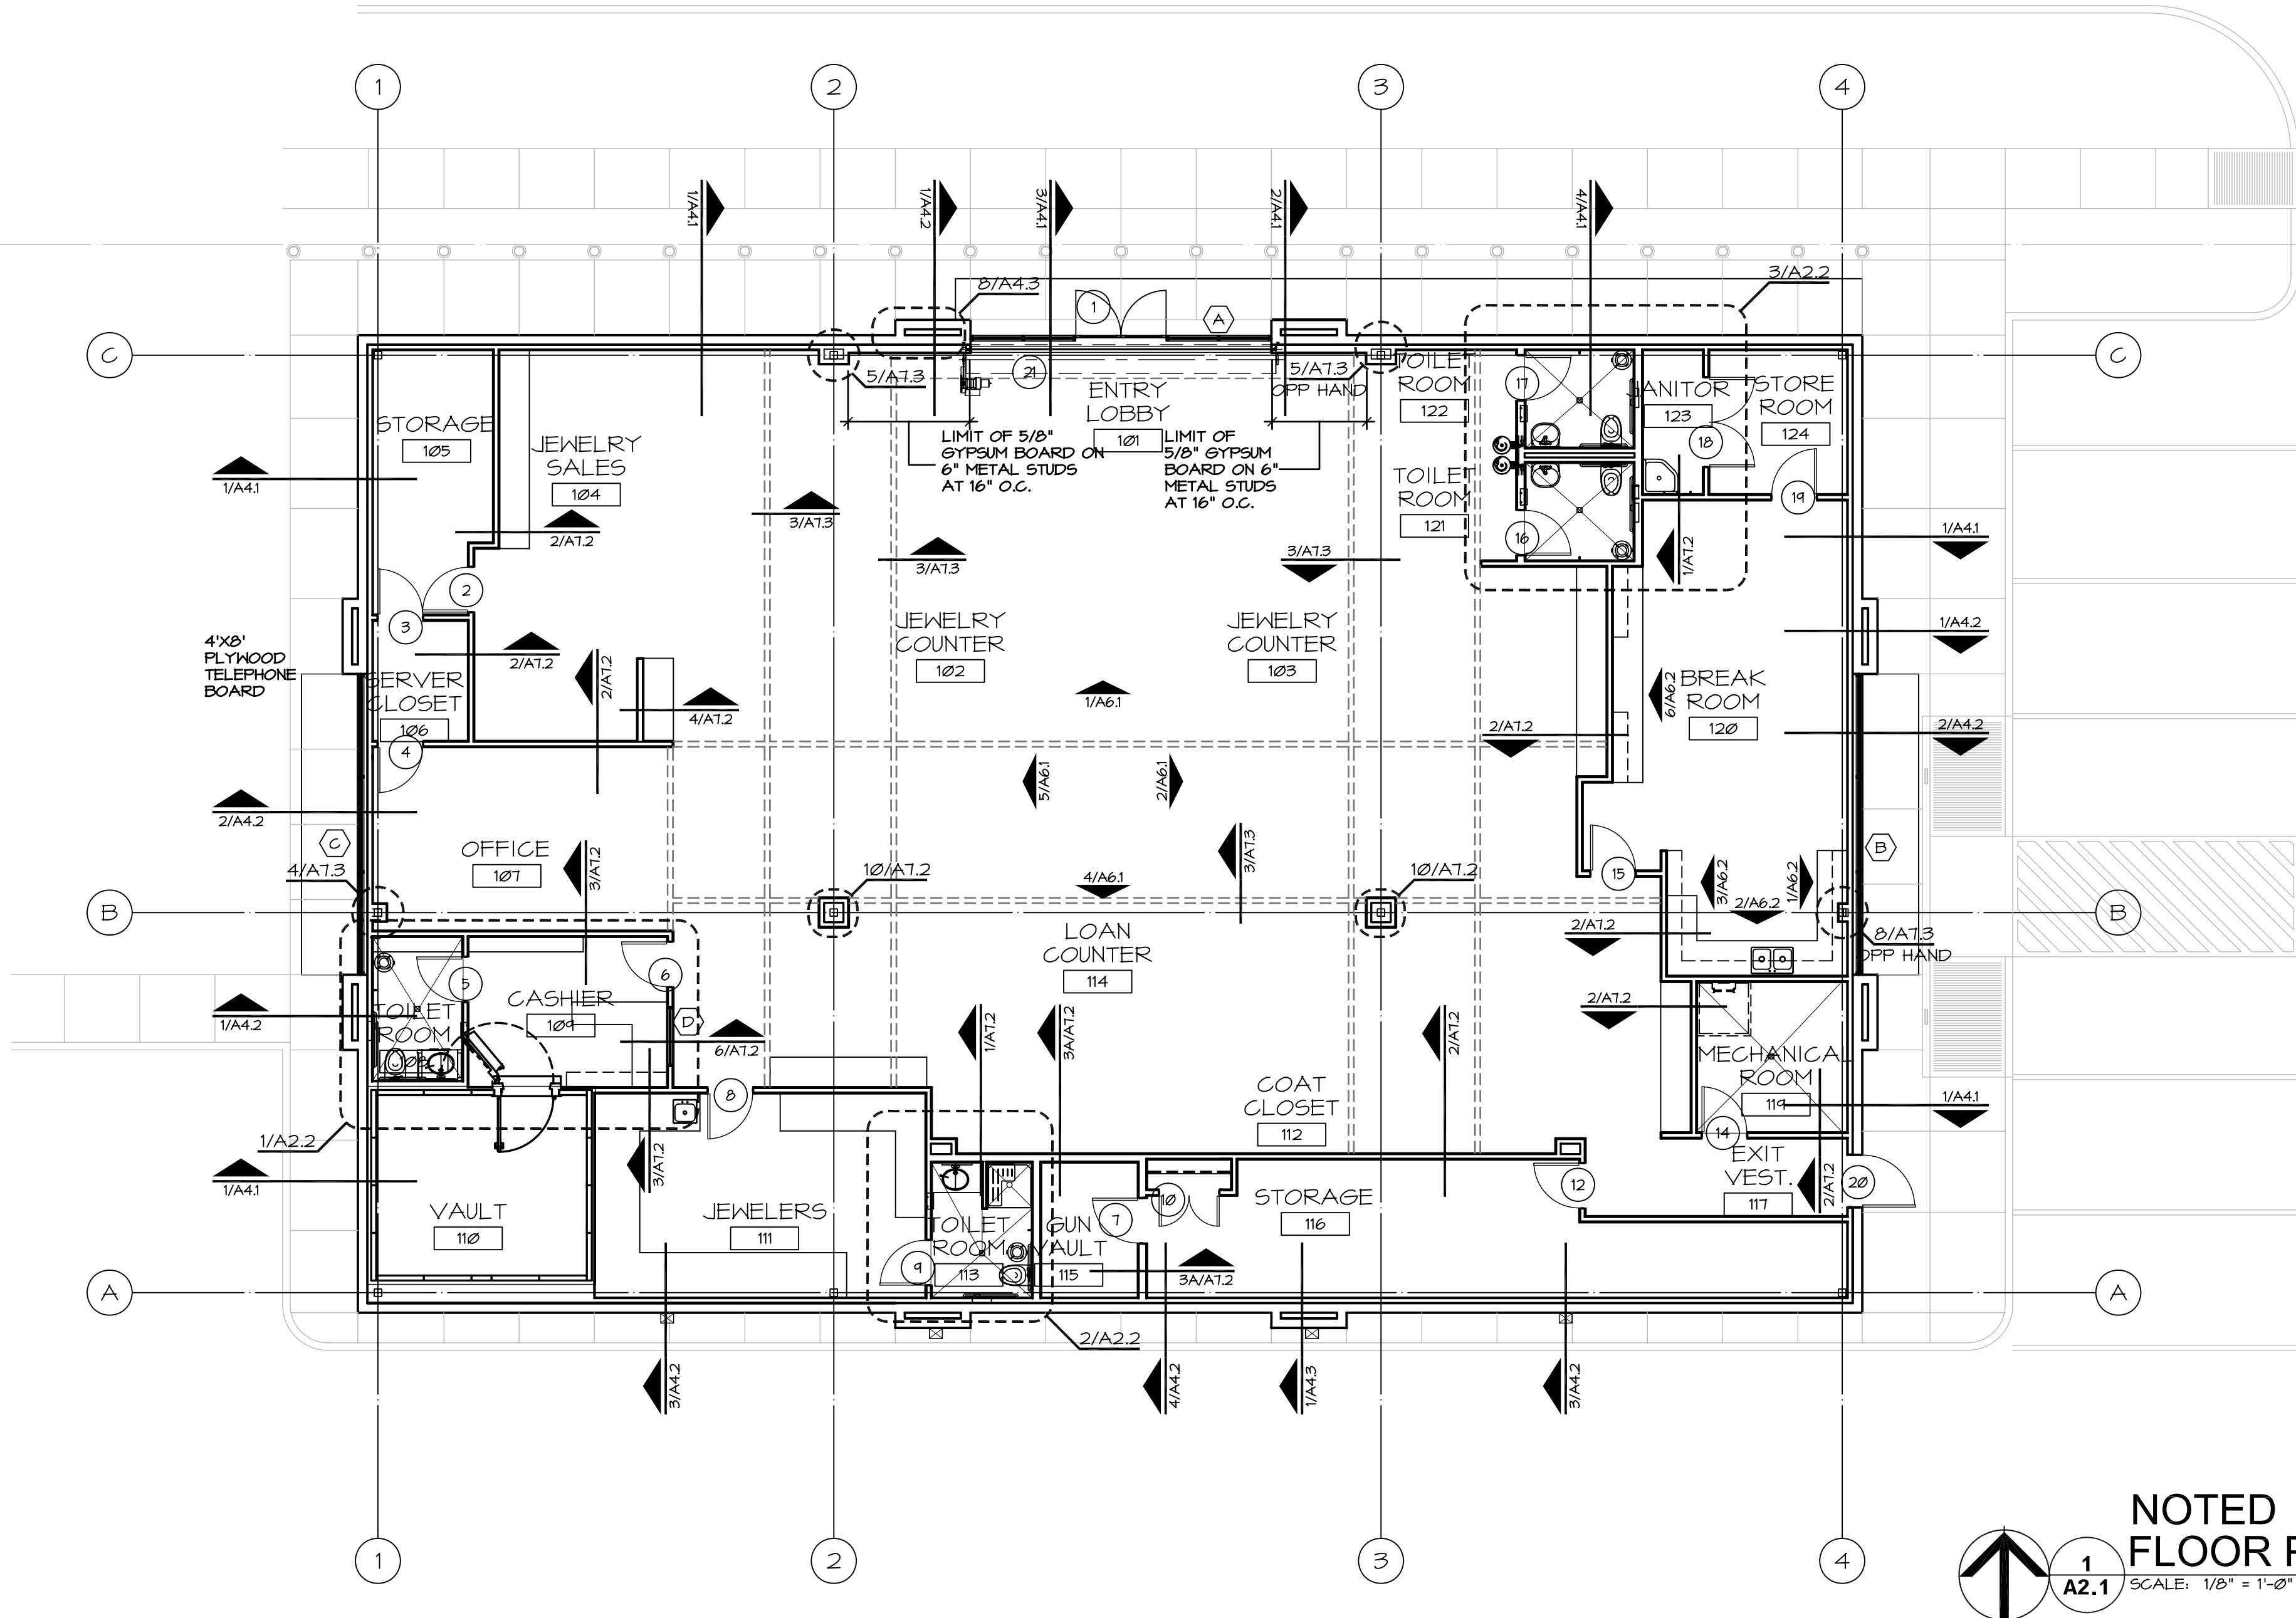 1
2
3
4
1/A4.1
1/A4.2
3/A4.1
2/A4.1
4/A4.1
3/A2.2
8/A4.3
1
A
C
C
5/A7.3
21
5/A7.3
OPP HAND
ENTRY
LOBBY
101
TOILET
ROOM
122
17
JANITOR
123
STORE
ROOM
124
18
19
STORAGE
105
JEWELRY
SALES
104
LIMIT OF 5/8"
GYPSUM BOARD ON
6" METAL STUDS
AT 16" O.C.
LIMIT OF
5/8" GYPSUM
BOARD ON 6"
METAL STUDS
AT 16" O.C.
TOILET
ROOM
121
16
1/A4.1
2/A7.2
3/A7.3
3/A7.3
3/A7.3
1/A7.2
1/A4.1
2
3
4'X8'
PLYWOOD
TELEPHONE
BOARD
2/A7.2
2/A7.2
JEWELRY
COUNTER
102
JEWELRY
COUNTER
103
1/A4.2
SERVER
CLOSET
106
4
4/A7.2
1/A6.1
6/A6.2
BREAK
ROOM
120
2/A7.2
2/A4.2
5/A6.1
2/A6.1
2/A4.2
C
OFFICE
107
3/A7.2
3/A7.3
B
4/A7.3
10/A7.2
4/A6.1
10/A7.2
15
3/A6.2
1/A6.2
2/A6.2
B
B
LOAN
COUNTER
114
2/A7.2
8/A7.3
OPP HAND
5
6
TOILET
ROOM
CASHIER
109
D
1/A4.2
6/A7.2
1/A7.2
3A/A7.2
2/A7.2
2/A7.2
MECHANICAL
ROOM
119
1/A4.1
8
COAT
CLOSET
112
14
1/A2.2
3/A7.2
EXIT
VEST.
117
2/A7.2
20
1/A4.1
VAULT
110
JEWELERS
111
TOILET
ROOM
113
9
GUN
VAULT
115
7
10
STORAGE
116
12
3A/A7.2
A
A
2/A2.2
3/A4.2
4/A4.2
1/A4.3
3/A4.2
1
2
3
4
NOTED
FLOOR
1
A2.1
SCALE: 1/8" = 1'-0"